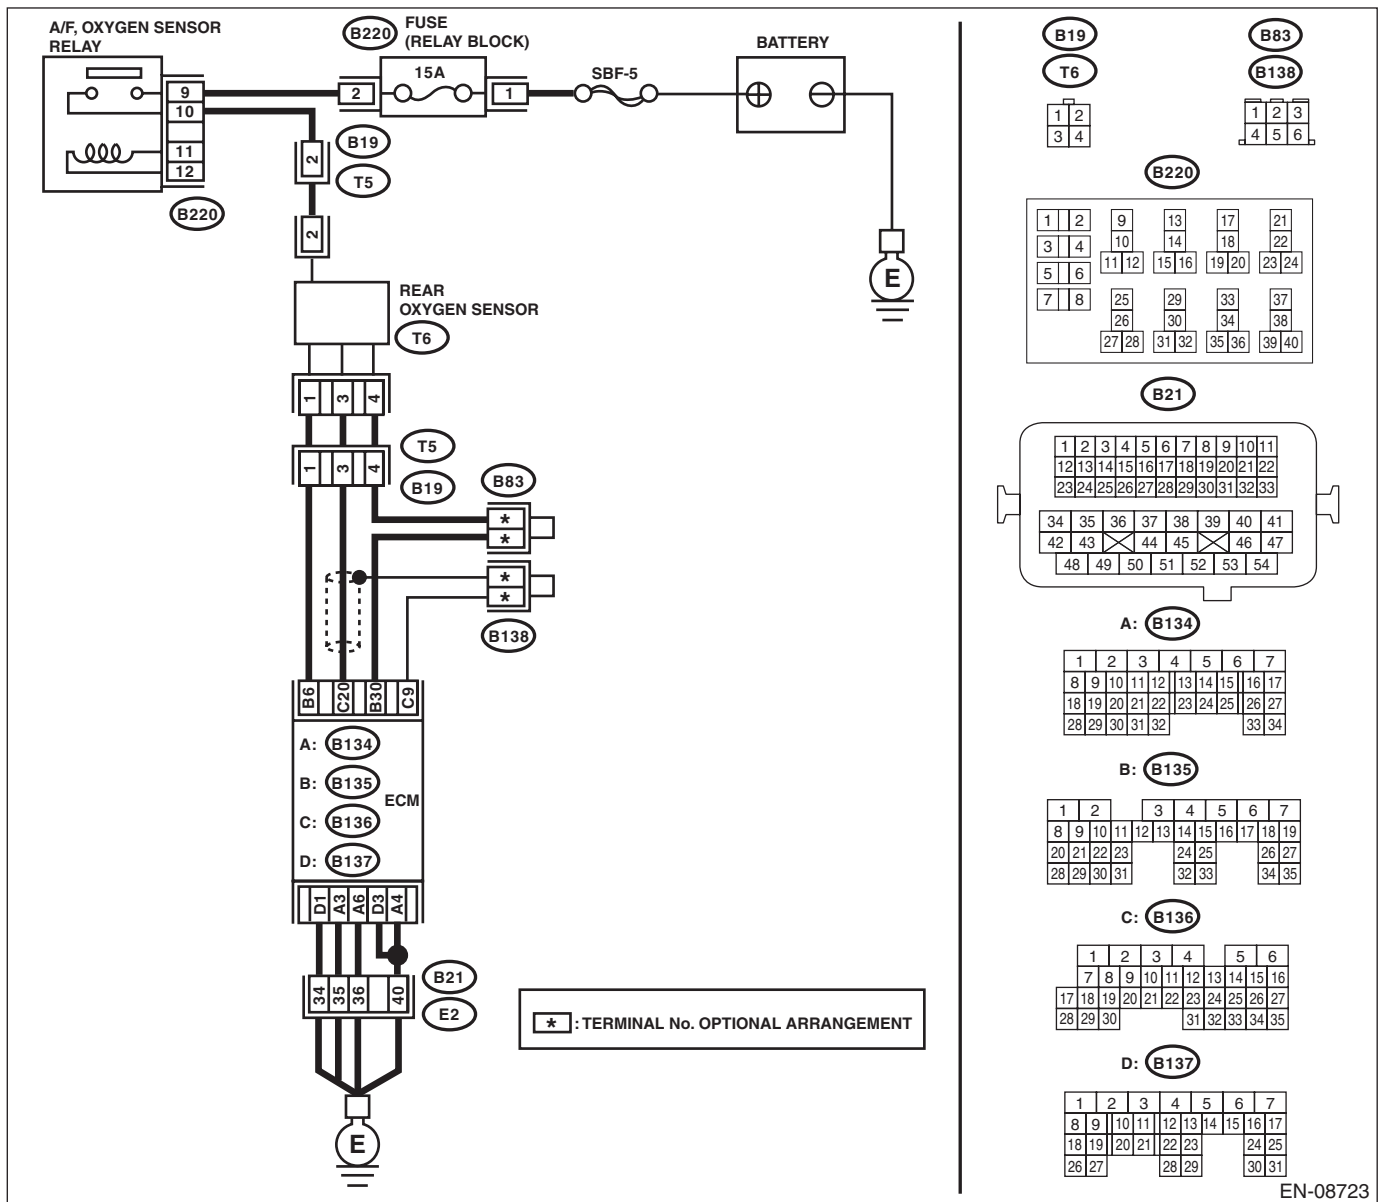 A/F, OXYGEN SENSOR
RELAY
B220
FUSE
(RELAY BLOCK)
15A
BATTERY
SBF-5
9
10
11
12
2
1
B220
2
B19
T5
2
E
REAR
OXYGEN SENSOR
T6
1 3 4
T5
1 3 4
B19
B83
*
*
*
*
B138
B6 C20 B30 C9
A: B134
B: B135
ECM
C: B136
D: B137
D1 A3 A6 D3 A4
B21
34 35 36 40
E2
* : TERMINAL No. OPTIONAL ARRANGEMENT
E
B19
T6
1 2
3 4
B83
B138
1 2 3
4 5 6
B220
1 2 9 13 17 21
3 4 10 14 18 22
11 12 15 16 19 20 23 24
5 6
7 8 25 29 33 37
26 30 34 38
27 28 31 32 35 36 39 40
B21
1 2 3 4 5 6 7 8 9 10 11
12 13 14 15 16 17 18 19 20 21 22
23 24 25 26 27 28 29 30 31 32 33
34 35 36 37 38 39 40 41
42 43 44 45 46 47
48 49 50 51 52 53 54
A: B134
1 2 3 4 5 6 7
8 9 10 11 12 13 14 15 16 17
18 19 20 21 22 23 24 25 26 27
28 29 30 31 32 33 34
B: B135
1 2 3 4 5 6 7
8 9 10 11 12 13 14 15 16 17 18 19
20 21 22 23 24 25 26 27
28 29 30 31 32 33 34 35
C: B136
1 2 3 4 5 6
7 8 9 10 11 12 13 14 15 16
17 18 19 20 21 22 23 24 25 26 27
28 29 30 31 32 33 34 35
D: B137
1 2 3 4 5 6 7
8 9 10 11 12 13 14 15 16 17
18 19 20 21 22 23 24 25
26 27 28 29 30 31
EN-08723